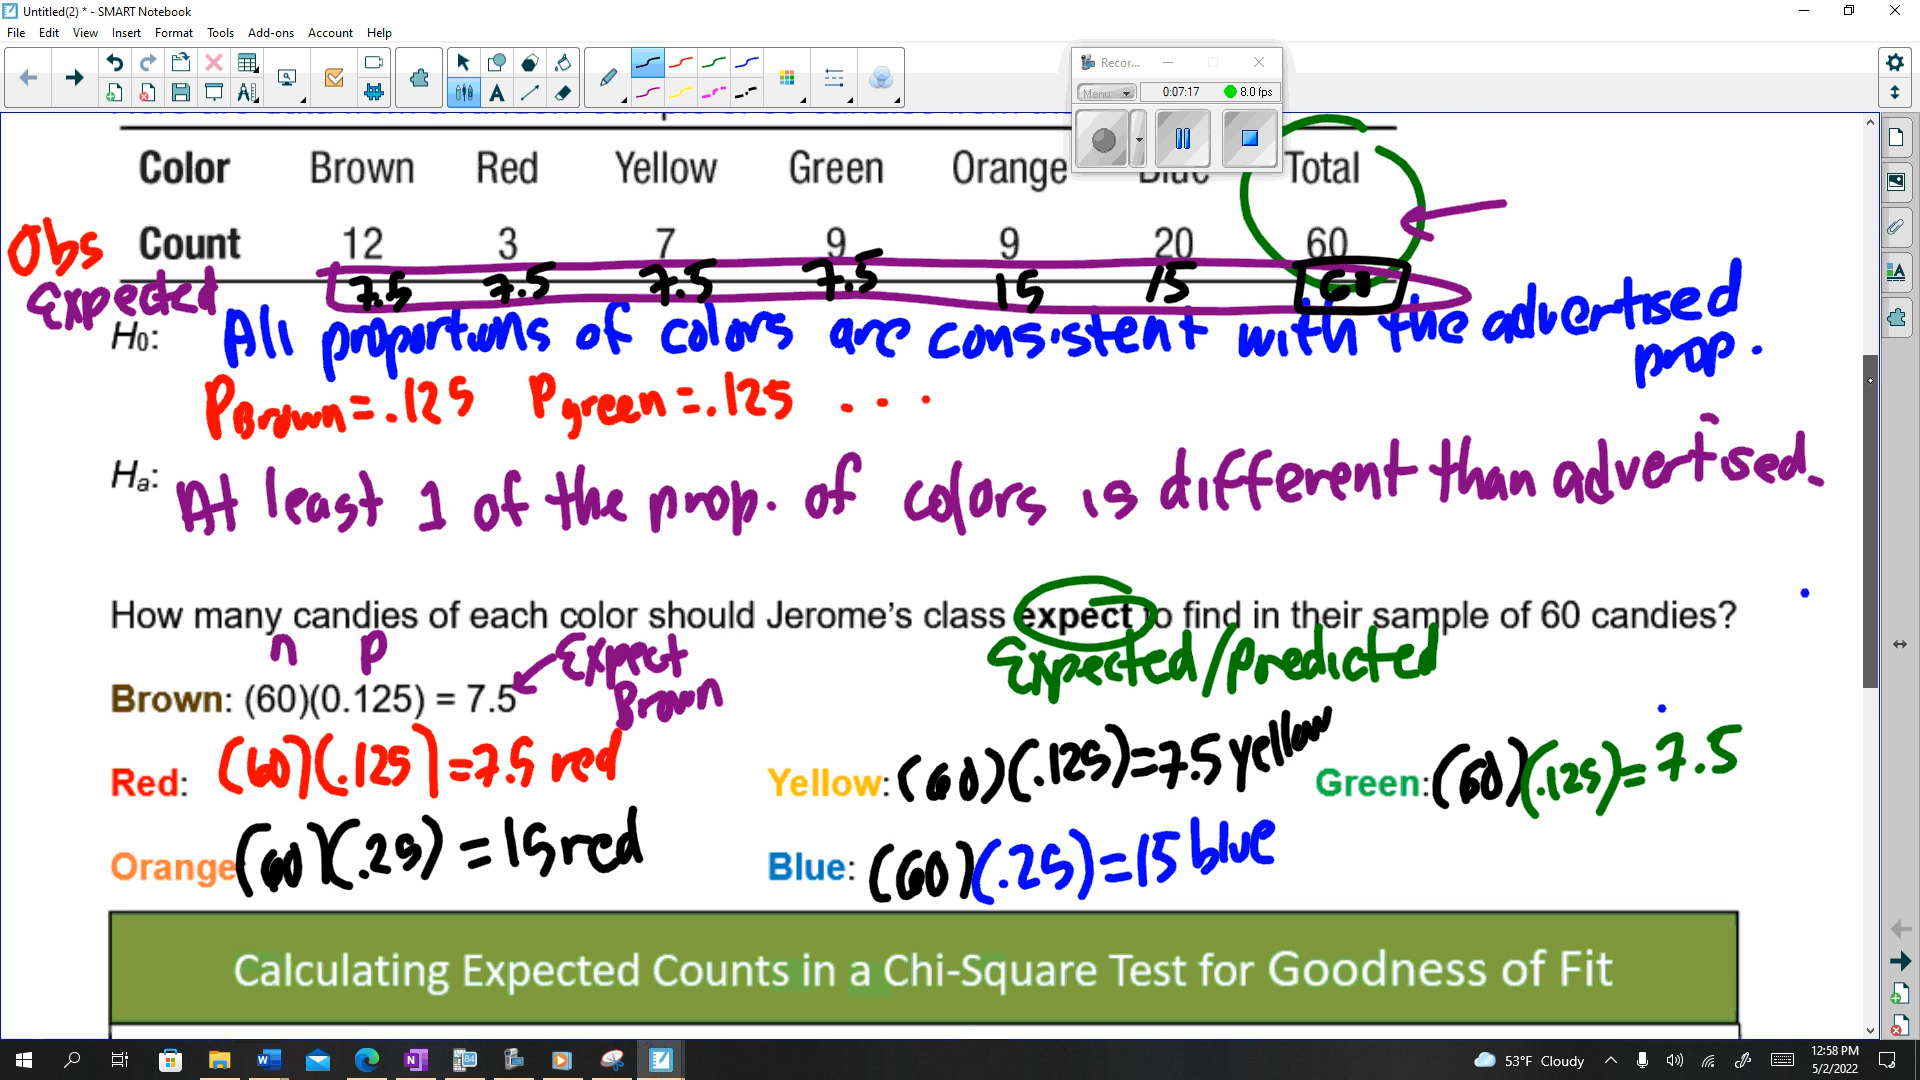 Untitled(2) * - SMART Notebook
File Edit View Insert Format Tools Add-ons Account Help
Recor...
Menu 0:07:17 8.0 fps
Color Brown Red Yellow Green Orange Blue Total
Obs Count 12 3 7 9 9 20 60
Expected 7.5 7.5 7.5 7.5 15 15 60
H0: All proportions of colors are consistent with the advertised
prop.
PBrown = .125 Pgreen = .125 . . .
Ha: At least 1 of the prop. of colors is different than advertised.
How many candies of each color should Jerome's class expect to find in their sample of 60 candies?
n p Expect Expected/predicted
Brown: (60)(0.125) = 7.5 Brown
Red: (60)(.125) = 7.5 red Yellow: (60)(.125) = 7.5 yellow Green: (60)(.125) = 7.5
Orange (60)(.25) = 15 red Blue: (60)(.25) = 15 blue
Calculating Expected Counts in a Chi-Square Test for Goodness of Fit
53°F Cloudy 12:58 PM
5/2/2022